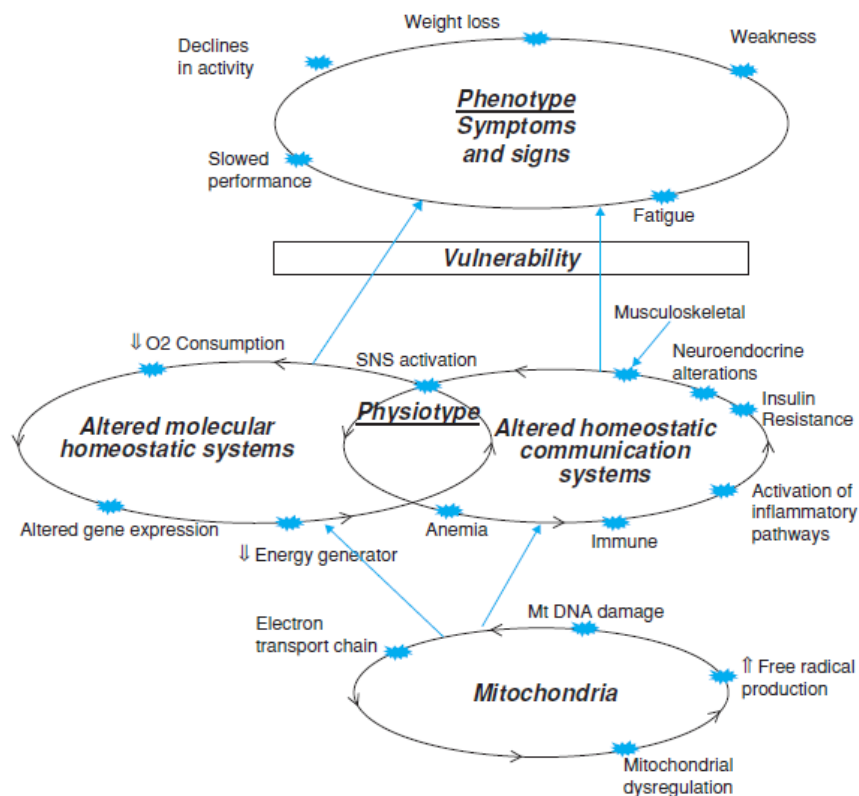 Weight loss
Weakness
Declines
in activity
Phenotype
Symptoms
and signs
Slowed
performance
Fatigue
Vulnerability
Musculoskeletal
⇓ O2 Consumption
SNS activation
Neuroendocrine
alterations
Insulin
Resistance
Physiotype
Altered molecular
homeostatic systems
Altered homeostatic
communication
systems
Altered gene expression
⇓ Energy generator
Anemia
Immune
Activation of
inflammatory
pathways
Electron
transport chain
Mt DNA damage
⇑ Free radical
production
Mitochondria
Mitochondrial
dysregulation